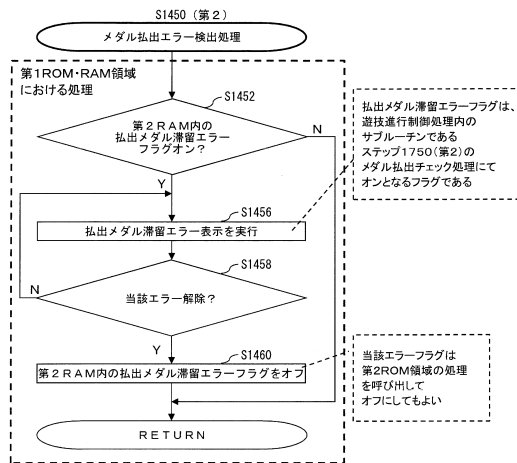 S1450(第2)
メダル払出エラー検出処理
第1ROM・RAM領域
における処理
S1452
第2RAM内の
払出メダル滞留エラー
フラグオン?
N
Y
払出メダル滞留エラーフラグは、
遊技進行制御処理内の
サブルーチンである
ステップ1750(第2)の
メダル払出チェック処理にて
オンとなるフラグである
S1456
払出メダル滞留エラー表示を実行
S1458
当該エラー解除?
N
Y
S1460
第2RAM内の払出メダル滞留エラーフラグをオフ
当該エラーフラグは
第2ROM領域の処理
を呼び出して
オフにしてもよい
RETURN